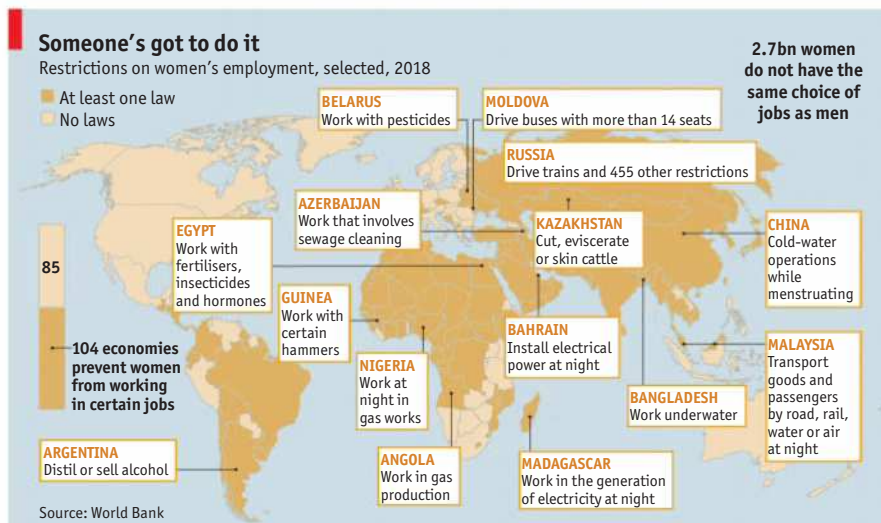 Someone's got to do it
Restrictions on women's employment, selected, 2018
At least one law
No laws
2.7bn women
do not have the
same choice of
jobs as men
BELARUS
Work with pesticides
MOLDOVA
Drive buses with more than 14 seats
RUSSIA
Drive trains and 455 other restrictions
AZERBAIJAN
Work that involves
sewage cleaning
KAZAKHSTAN
Cut, eviscerate
or skin cattle
CHINA
Cold-water
operations
while
menstruating
EGYPT
Work with
fertilisers,
insecticides
and hormones
85
104 economies
prevent women
from working
in certain jobs
GUINEA
Work with
certain
hammers
NIGERIA
Work at
night in
gas works
BAHRAIN
Install electrical
power at night
BANGLADESH
Work underwater
MALAYSIA
Transport
goods and
passengers
by road, rail,
water or air
at night
ARGENTINA
Distil or sell alcohol
ANGOLA
Work in gas
production
MADAGASCAR
Work in the generation
of electricity at night
Source: World Bank